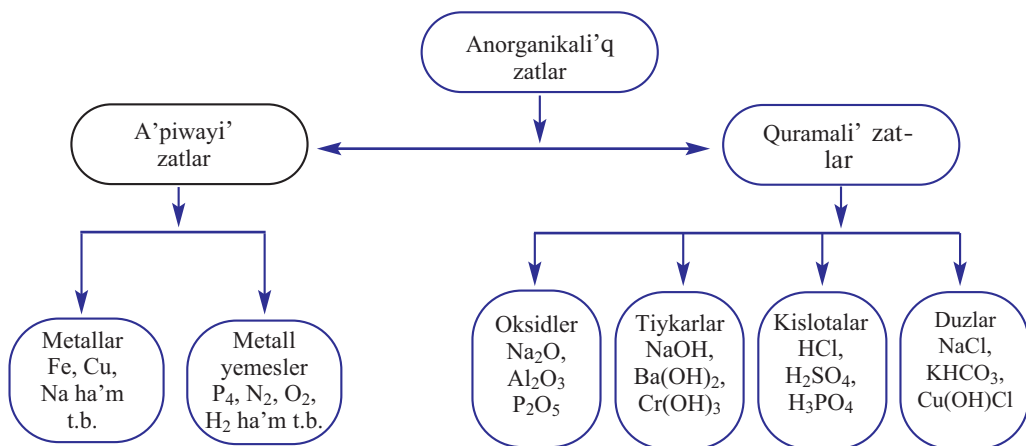 Anorganikali’q
zatlar
A’piwayi’
zatlar
Quramali’ zat-
lar
Metallar
Fe, Cu,
Na ha’m
t.b.
Metall
yemesler
P₄, N₂, O₂,
H₂ ha’m t.b.
Oksidler
Na₂O,
Al₂O₃
P₂O₅
Tiykarlar
NaOH,
Ba(OH)₂,
Cr(OH)₃
Kislotalar
HCl,
H₂SO₄,
H₃PO₄
Duzlar
NaCl,
KHCO₃,
Cu(OH)Cl